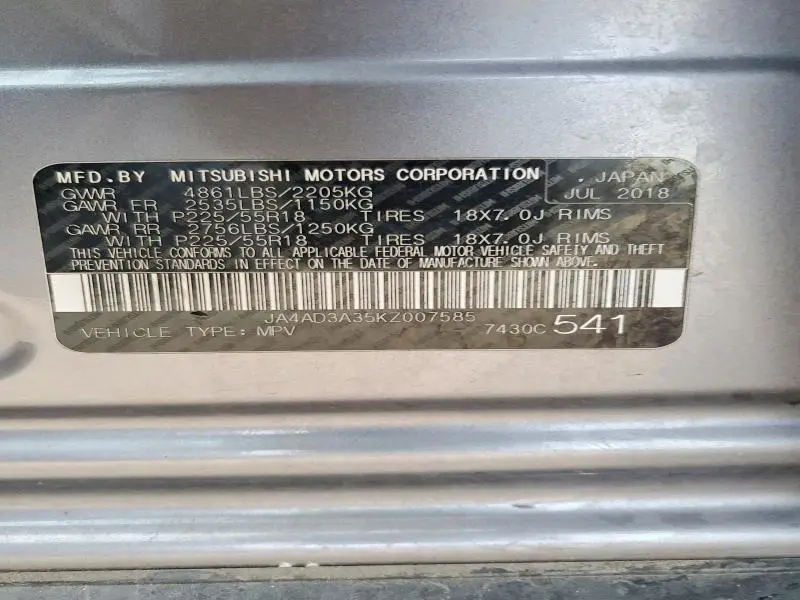 MFD.BY MITSUBISHI MOTORS CORPORATION , JAPAN
GVWR 4861LBS/2205KG JUL 2018
GAWR FR 2535LBS/1150KG
WITH P225/55R18 TIRES 18X7.0J RIMS
GAWR RR 2756LBS/1250KG
WITH P225/55R18 TIRES 18X7.0J RIMS
THIS VEHICLE CONFORMS TO ALL APPLICABLE FEDERAL MOTOR VEHICLE SAFETY AND THEFT
PREVENTION STANDARDS IN EFFECT ON THE DATE OF MANUFACTURE SHOWN ABOVE.
JA4AD3A35KZ007585
VEHICLE TYPE: MPV 7430C 541